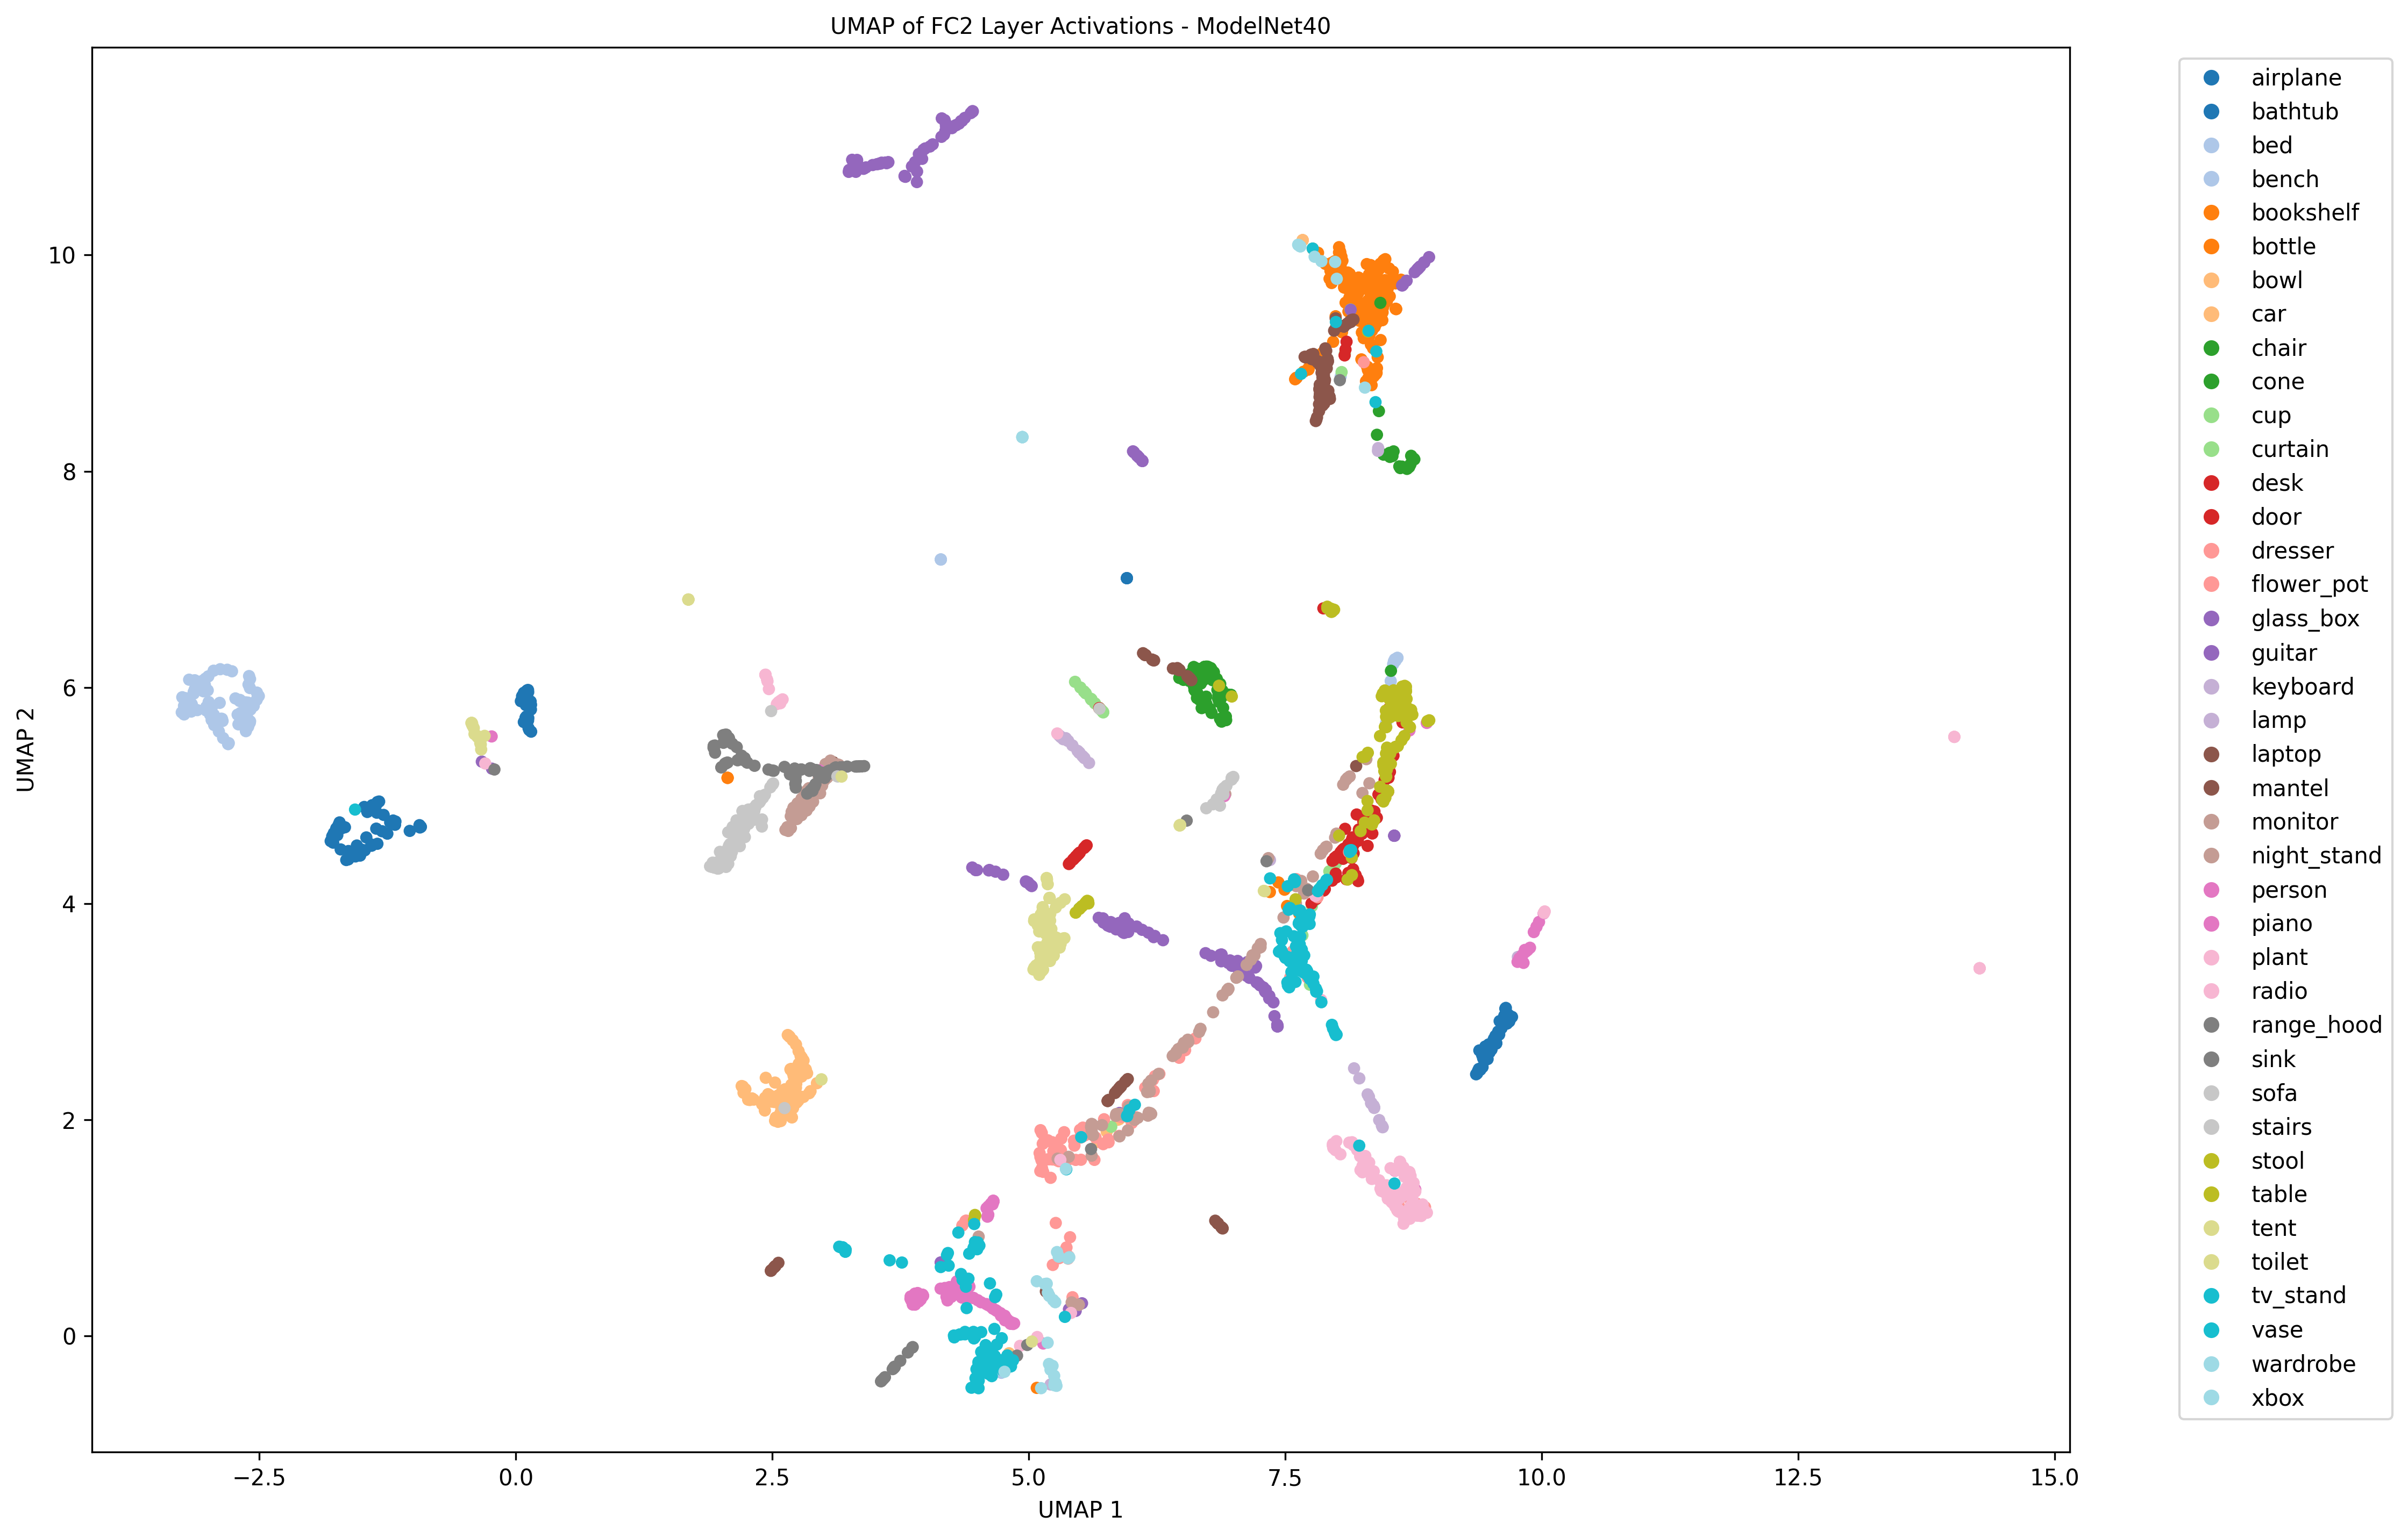 UMAP of FC2 Layer Activations - ModelNet40
UMAP 2
10
8
6
4
2
0
−2.5
0.0
2.5
5.0
7.5
10.0
12.5
15.0
UMAP 1
airplane
bathtub
bed
bench
bookshelf
bottle
bowl
car
chair
cone
cup
curtain
desk
door
dresser
flower_pot
glass_box
guitar
keyboard
lamp
laptop
mantel
monitor
night_stand
person
piano
plant
radio
range_hood
sink
sofa
stairs
stool
table
tent
toilet
tv_stand
vase
wardrobe
xbox